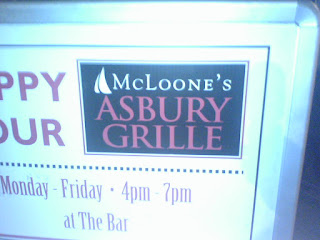 PPY
OUR
McLOONE'S
ASBURY
GRILLE
Monday - Friday • 4pm - 7pm
at The Bar